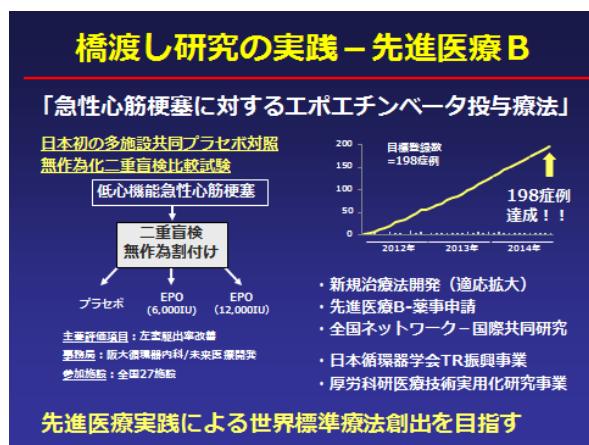 橋渡し研究の実践－先進医療Ｂ
「急性心筋梗塞に対するエポエチンベータ投与療法」
日本初の多施設共同プラセボ対照
無作為化二重盲検比較試験
低心機能急性心筋梗塞
二重盲検
無作為割付け
プラセボ
EPO
(6,000IU)
EPO
(12,000IU)
主要評価項目：左室駆出率改善
事務局：阪大循環器内科/未来医療開発
参加施設：全国27施設
200
150
100
50
0
目標登録数
=198症例
198症例
達成！！
2012年
2013年
2014年
・新規治療法開発（適応拡大）
・先進医療B-薬事申請
・全国ネットワーク－国際共同研究
・日本循環器学会TR振興事業
・厚労科研医療技術実用化研究事業
先進医療実践による世界標準療法創出を目指す